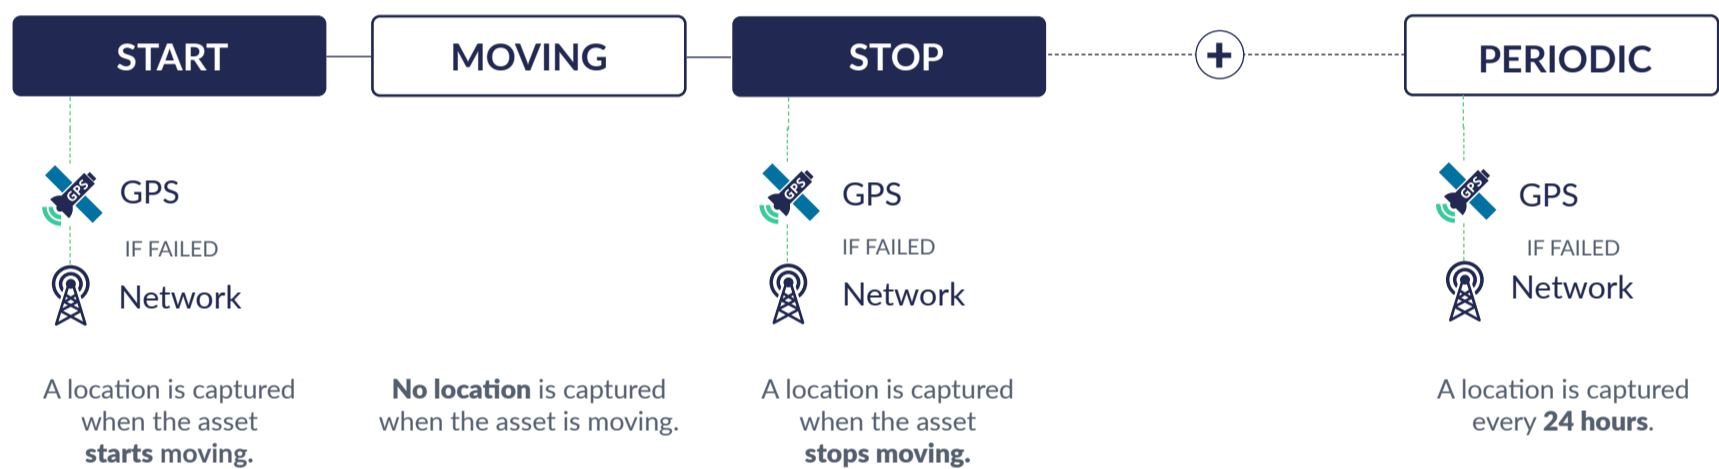 START
MOVING
STOP
+
PERIODIC
GPS
GPS
IF FAILED
Network
A location is captured
when the asset
starts moving.
No location is captured
when the asset is moving.
GPS
GPS
IF FAILED
Network
A location is captured
when the asset
stops moving.
GPS
GPS
IF FAILED
Network
A location is captured
every 24 hours.